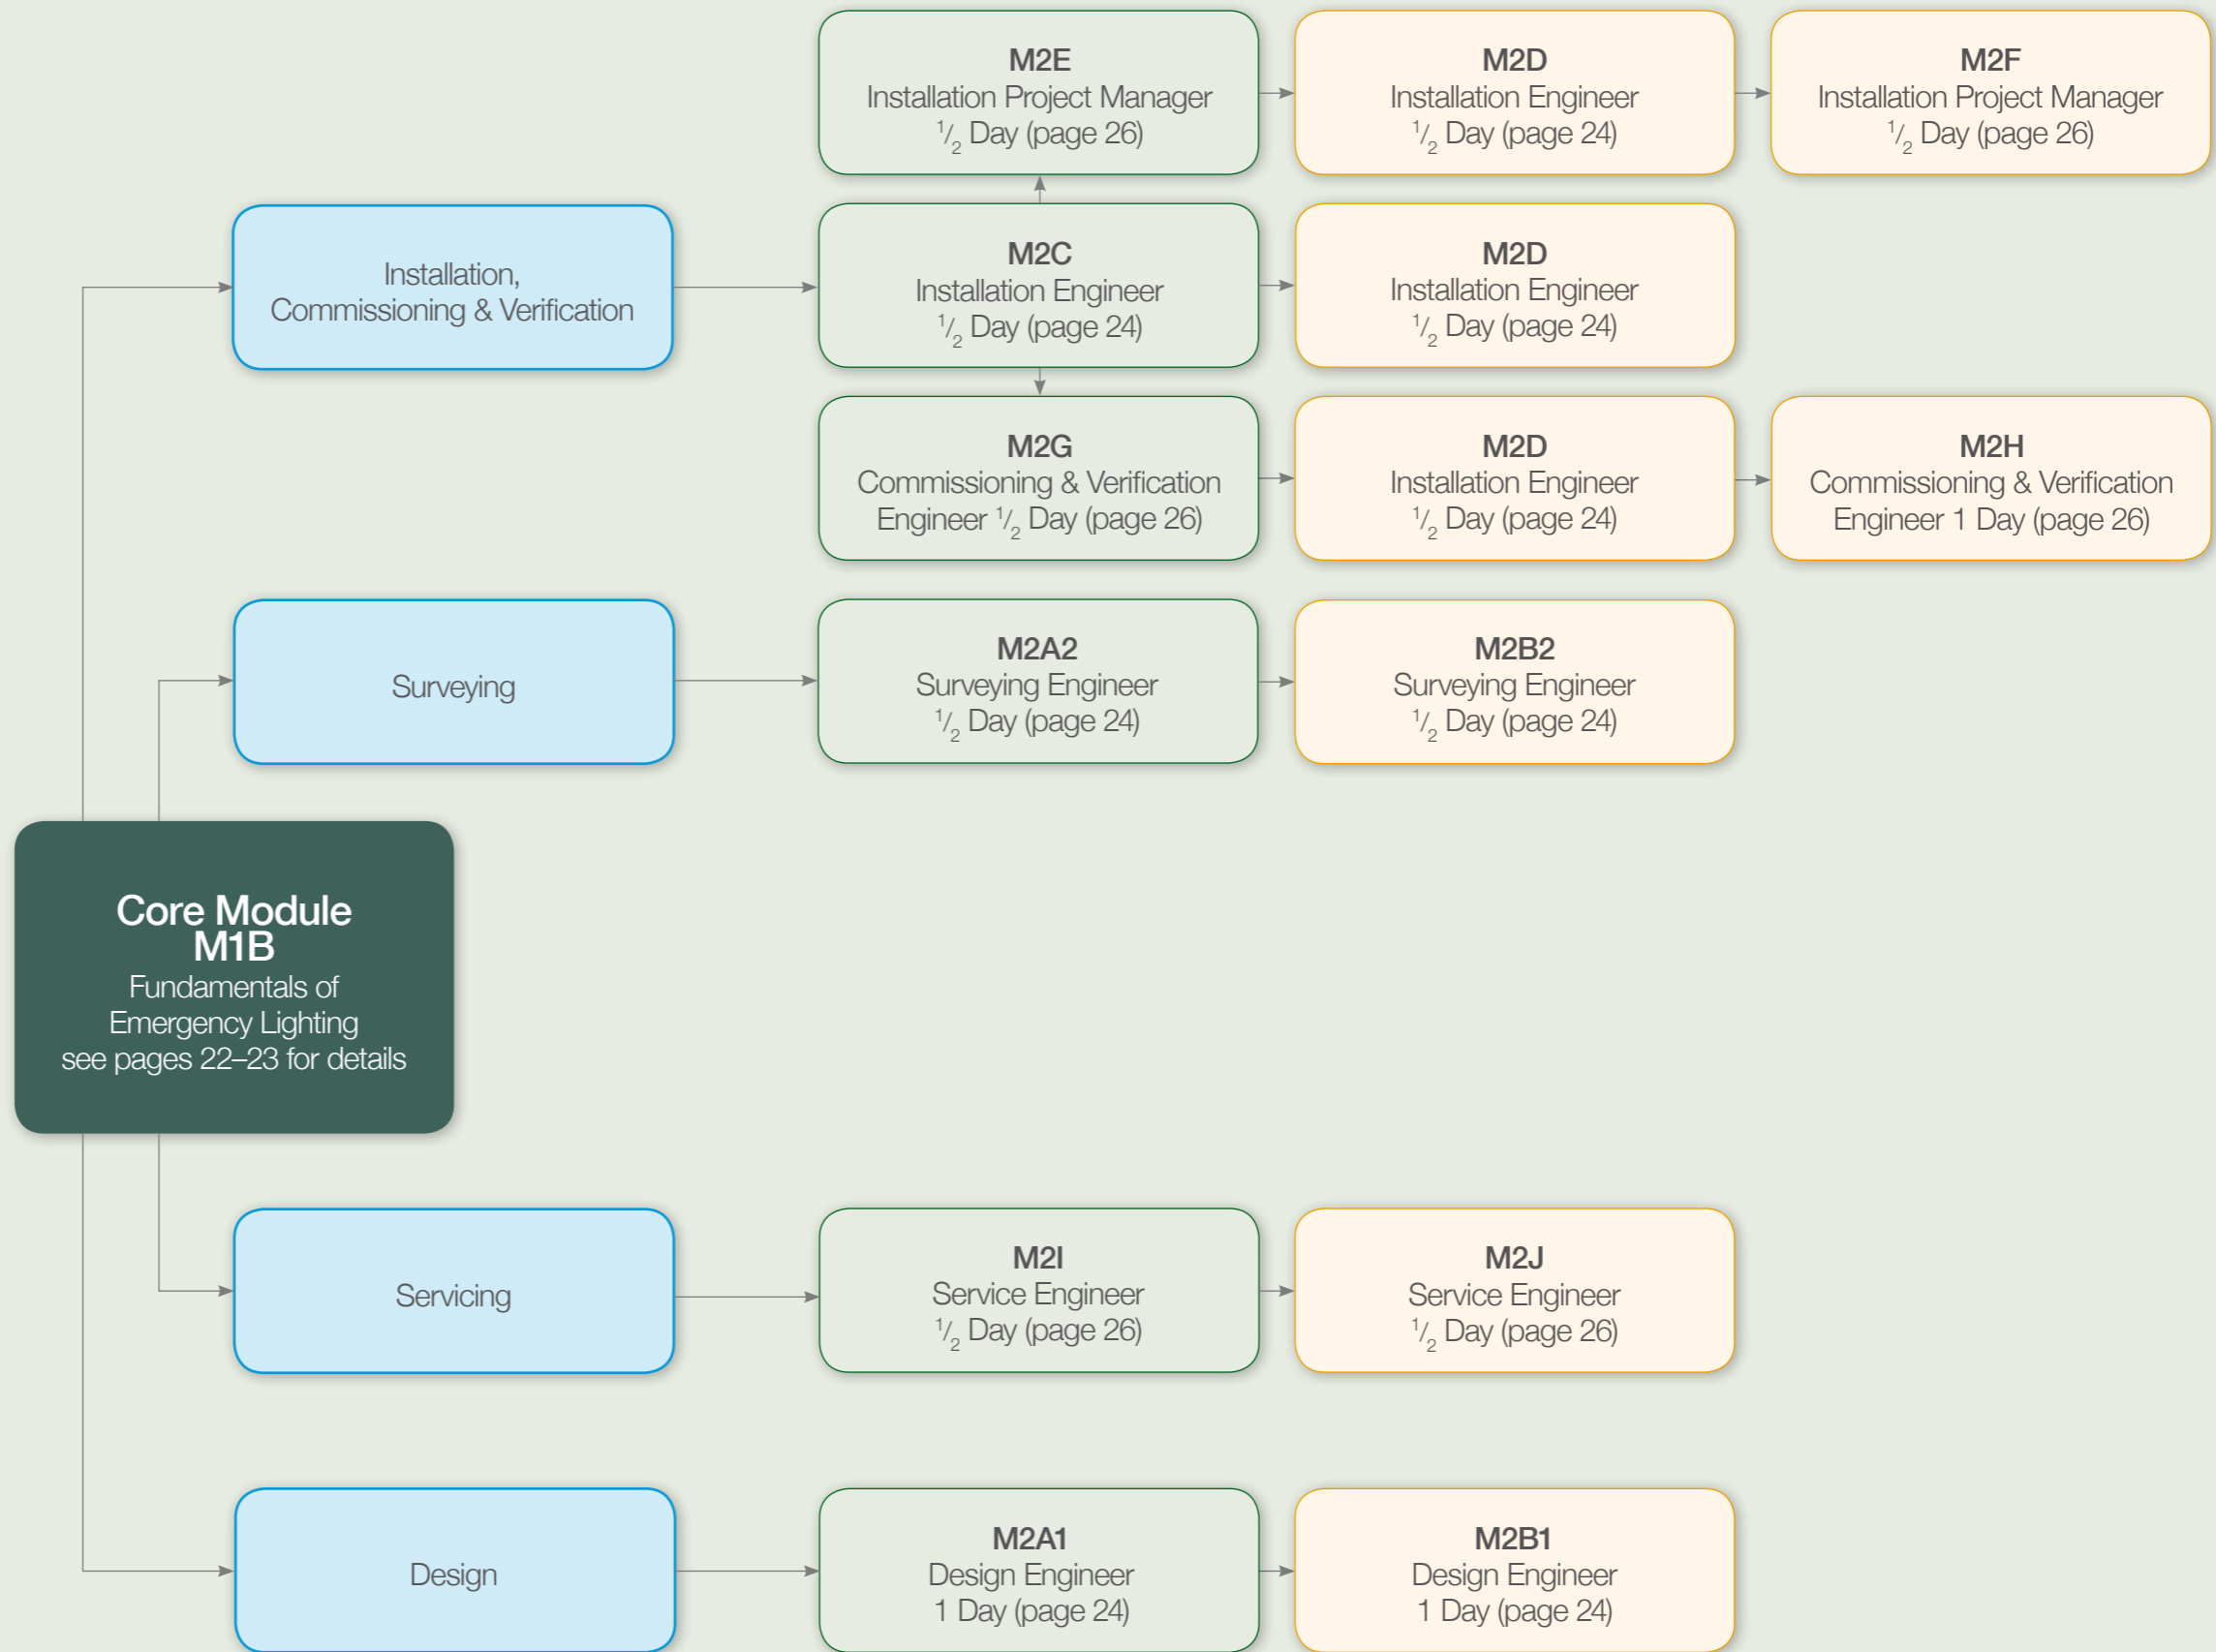 M2E
Installation Project Manager
1/2 Day (page 26)
M2D
Installation Engineer
1/2 Day (page 24)
M2F
Installation Project Manager
1/2 Day (page 26)
Installation,
Commissioning & Verification
M2C
Installation Engineer
1/2 Day (page 24)
M2D
Installation Engineer
1/2 Day (page 24)
M2G
Commissioning & Verification
Engineer 1/2 Day (page 26)
M2D
Installation Engineer
1/2 Day (page 24)
M2H
Commissioning & Verification
Engineer 1 Day (page 26)
Surveying
M2A2
Surveying Engineer
1/2 Day (page 24)
M2B2
Surveying Engineer
1/2 Day (page 24)
Core Module
M1B
Fundamentals of
Emergency Lighting
see pages 22–23 for details
Servicing
M2I
Service Engineer
1/2 Day (page 26)
M2J
Service Engineer
1/2 Day (page 26)
Design
M2A1
Design Engineer
1 Day (page 24)
M2B1
Design Engineer
1 Day (page 24)